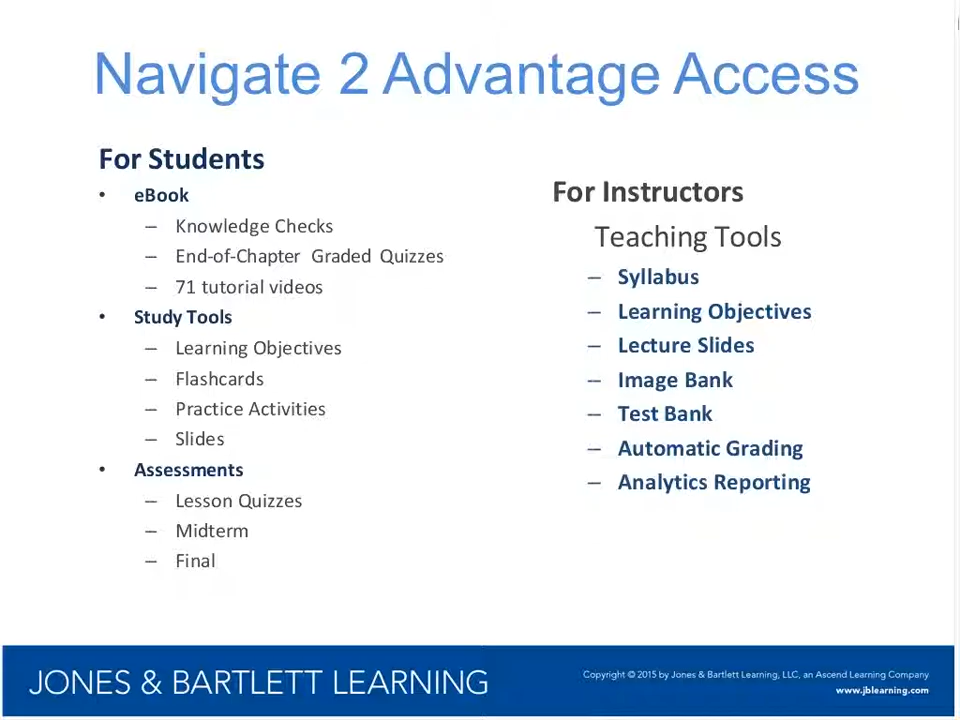 Navigate 2 Advantage Access
For Students
• eBook
– Knowledge Checks
– End-of-Chapter Graded Quizzes
– 71 tutorial videos
• Study Tools
– Learning Objectives
– Flashcards
– Practice Activities
– Slides
• Assessments
– Lesson Quizzes
– Midterm
– Final
For Instructors
Teaching Tools
– Syllabus
– Learning Objectives
– Lecture Slides
– Image Bank
– Test Bank
– Automatic Grading
– Analytics Reporting
JONES & BARTLETT LEARNING
Copyright © 2015 by Jones & Bartlett Learning, LLC, an Ascend Learning Company
www.jblearning.com